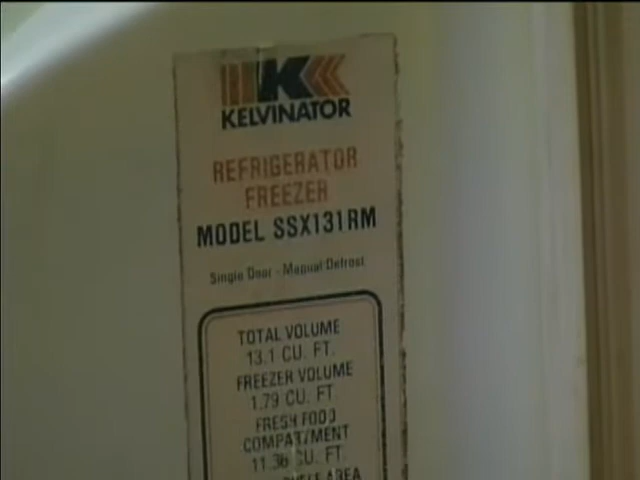 K
KELVINATOR
REFRIGERATOR
FREEZER
MODEL SSX131RM
Single Door - Manual Defrost
TOTAL VOLUME
13.1 CU. FT.
FREEZER VOLUME
1.79 CU. FT.
FRESH FOOD
COMPARTMENT
11.36 CU. FT.
AREA